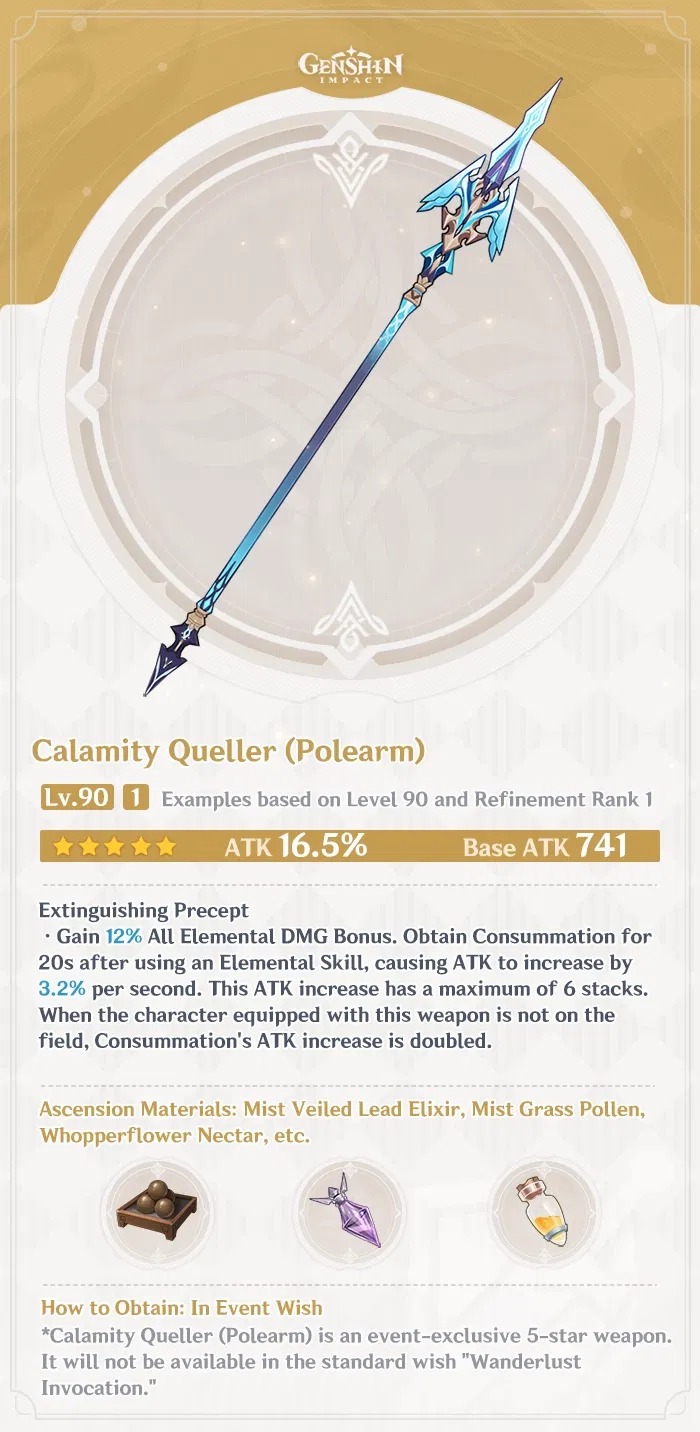 GENSHIN
IMPACT
Calamity Queller (Polearm)
Lv.90 1 Examples based on Level 90 and Refinement Rank 1
ATK 16.5% Base ATK 741
Extinguishing Precept
· Gain 12% All Elemental DMG Bonus. Obtain Consummation for
20s after using an Elemental Skill, causing ATK to increase by
3.2% per second. This ATK increase has a maximum of 6 stacks.
When the character equipped with this weapon is not on the
field, Consummation's ATK increase is doubled.
Ascension Materials: Mist Veiled Lead Elixir, Mist Grass Pollen,
Whopperflower Nectar, etc.
How to Obtain: In Event Wish
*Calamity Queller (Polearm) is an event-exclusive 5-star weapon.
It will not be available in the standard wish "Wanderlust
Invocation."